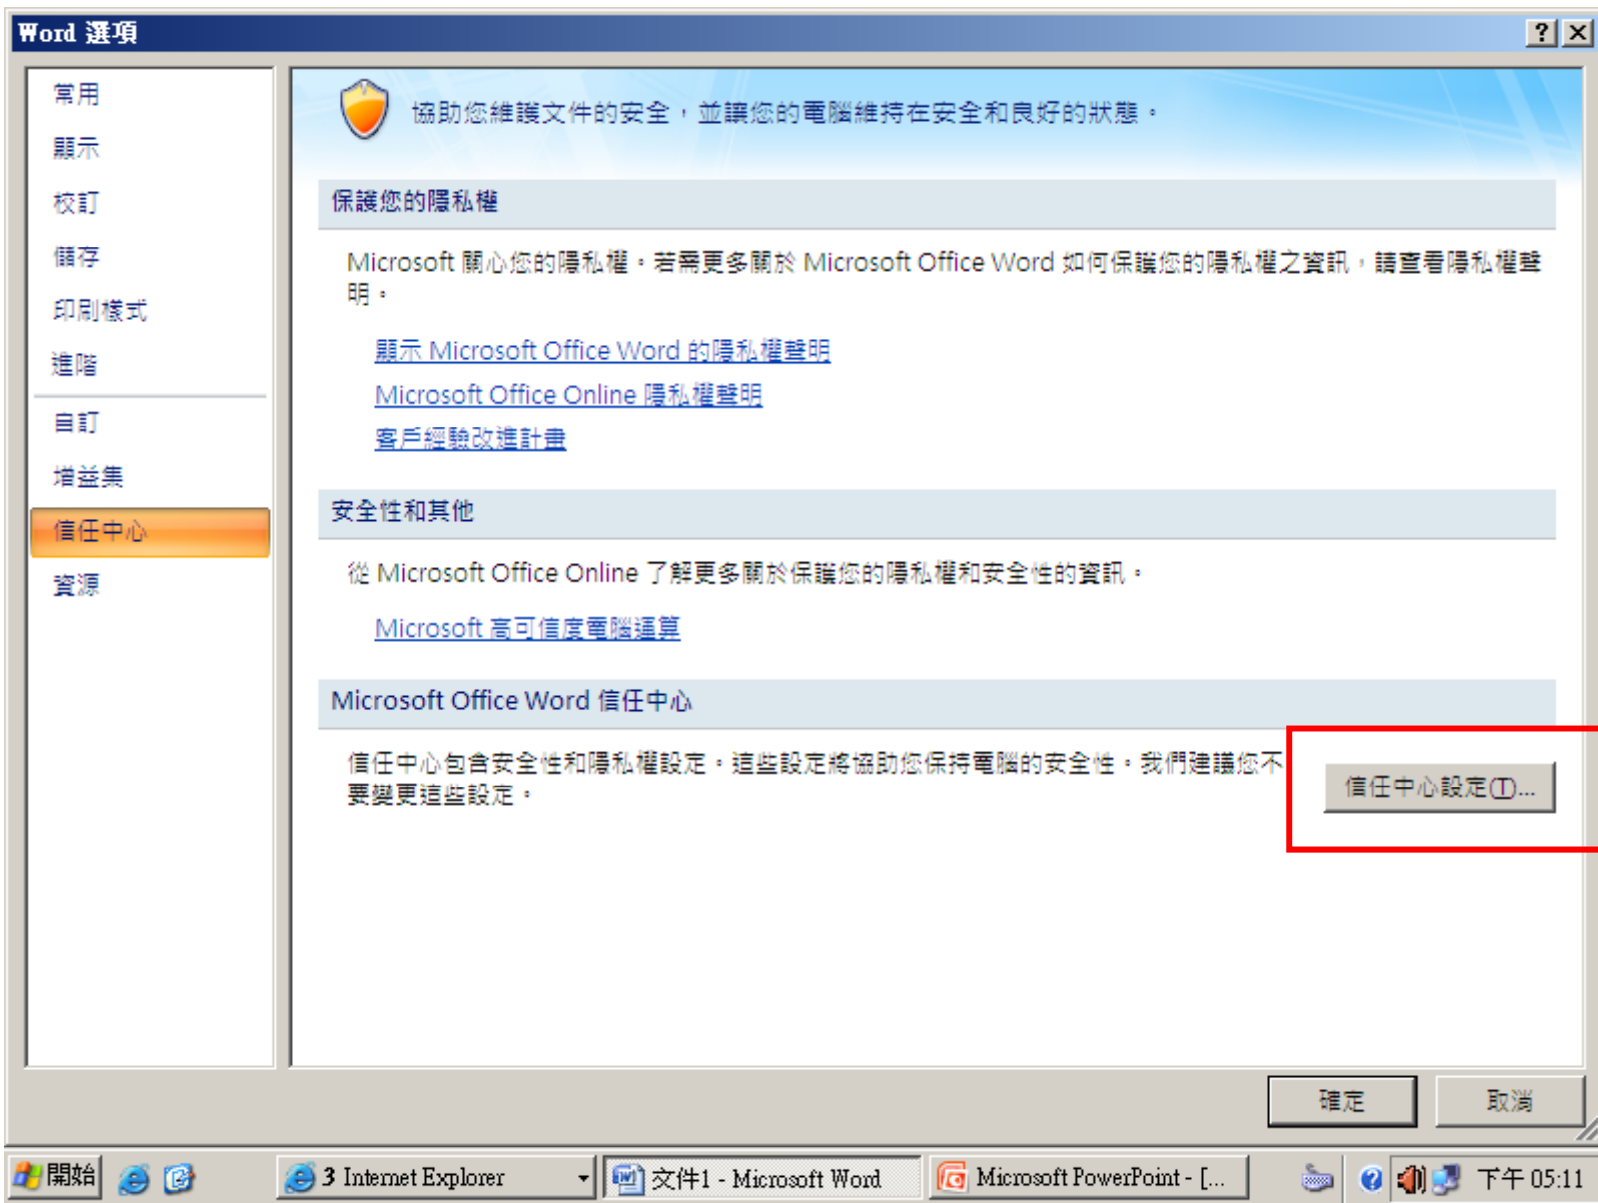 Word 選項
常用
顯示
校訂
儲存
印刷樣式
進階
自訂
增益集
信任中心
資源
協助您維護文件的安全，並讓您的電腦維持在安全和良好的狀態。
保護您的隱私權
Microsoft 關心您的隱私權。若需更多關於 Microsoft Office Word 如何保護您的隱私權之資訊，請查看隱私權聲
明。
顯示 Microsoft Office Word 的隱私權聲明
Microsoft Office Online 隱私權聲明
客戶經驗改進計畫
安全性和其他
從 Microsoft Office Online 了解更多關於保護您的隱私權和安全性的資訊。
Microsoft 高可信度電腦運算
Microsoft Office Word 信任中心
信任中心包含安全性和隱私權設定。這些設定將協助您保持電腦的安全性。我們建議您不
要變更這些設定。
信任中心設定(T)...
確定
取消
開始
3 Internet Explorer
文件1 - Microsoft Word
Microsoft PowerPoint - [...
下午 05:11